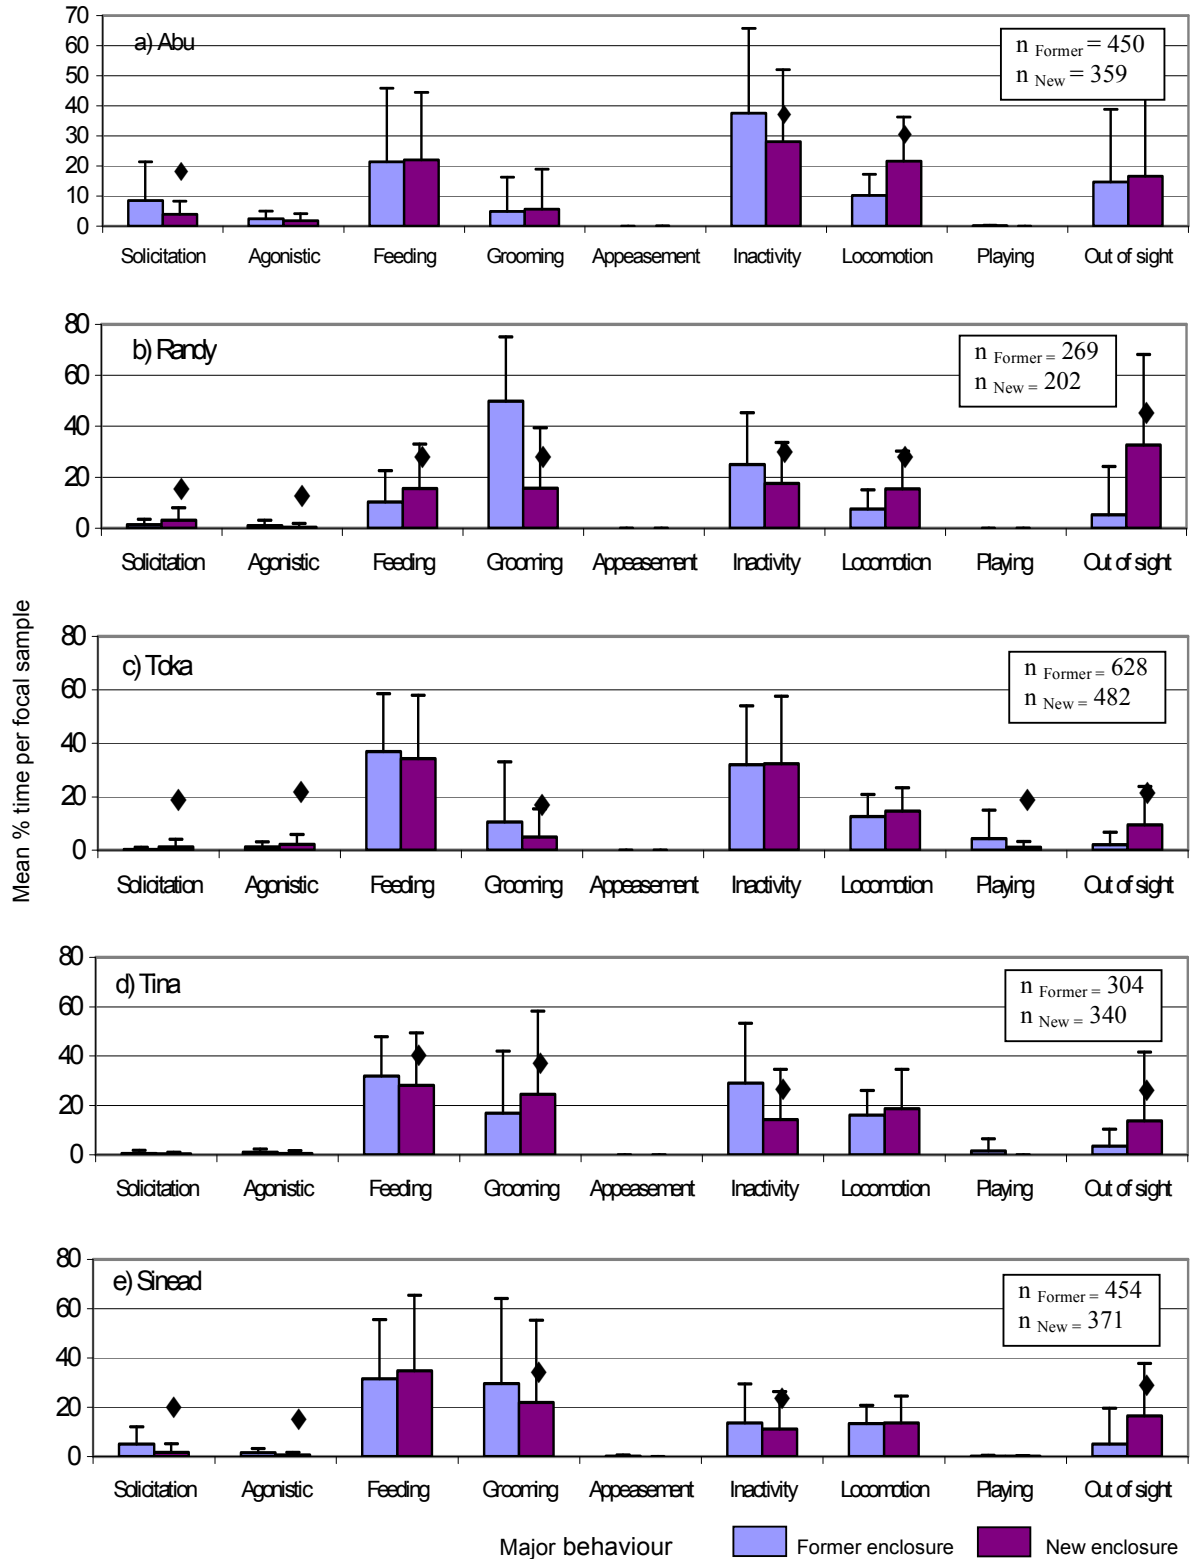 Mean % time per focal sample
a) Abu
n Former = 450
n New = 359
70
60
50
40
30
20
10
0
Solicitation Agonistic Feeding Grooming Appeasement Inactivity Locomotion Playing Out of sight
b) Randy
n Former = 269
n New = 202
80
60
40
20
0
Solicitation Agonistic Feeding Grooming Appeasement Inactivity Locomotion Playing Out of sight
c) Toka
n Former = 628
n New = 482
80
60
40
20
0
Solicitation Agonistic Feeding Grooming Appeasement Inactivity Locomotion Playing Out of sight
d) Tina
n Former = 304
n New = 340
80
60
40
20
0
Solicitation Agonistic Feeding Grooming Appeasement Inactivity Locomotion Playing Out of sight
e) Sinead
n Former = 454
n New = 371
80
60
40
20
0
Solicitation Agonistic Feeding Grooming Appeasement Inactivity Locomotion Playing Out of sight
Major behaviour Former enclosure New enclosure